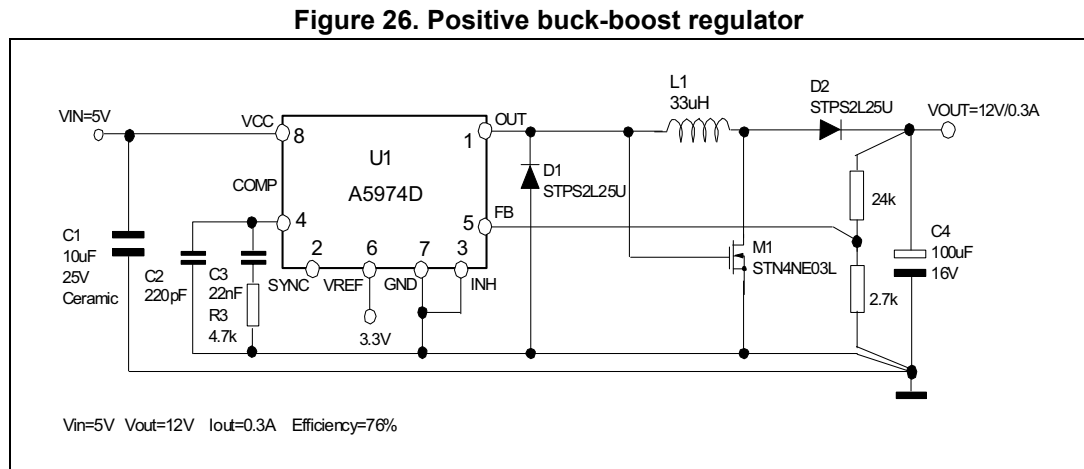 Figure 26. Positive buck-boost regulator
L1
33uH
D2
STPS2L25U
VIN=5V
VOUT=12V/0.3A
VCC
8
OUT
1
U1
A5974D
D1
STPS2L25U
24k
COMP
4
FB
5
C1
10uF
25V
Ceramic
C2
220pF
C3
22nF
R3
4.7k
2
SYNC
6
VREF
7
GND
3
INH
3.3V
M1
STN4NE03L
C4
100uF
16V
2.7k
Vin=5V Vout=12V Iout=0.3A Efficiency=76%